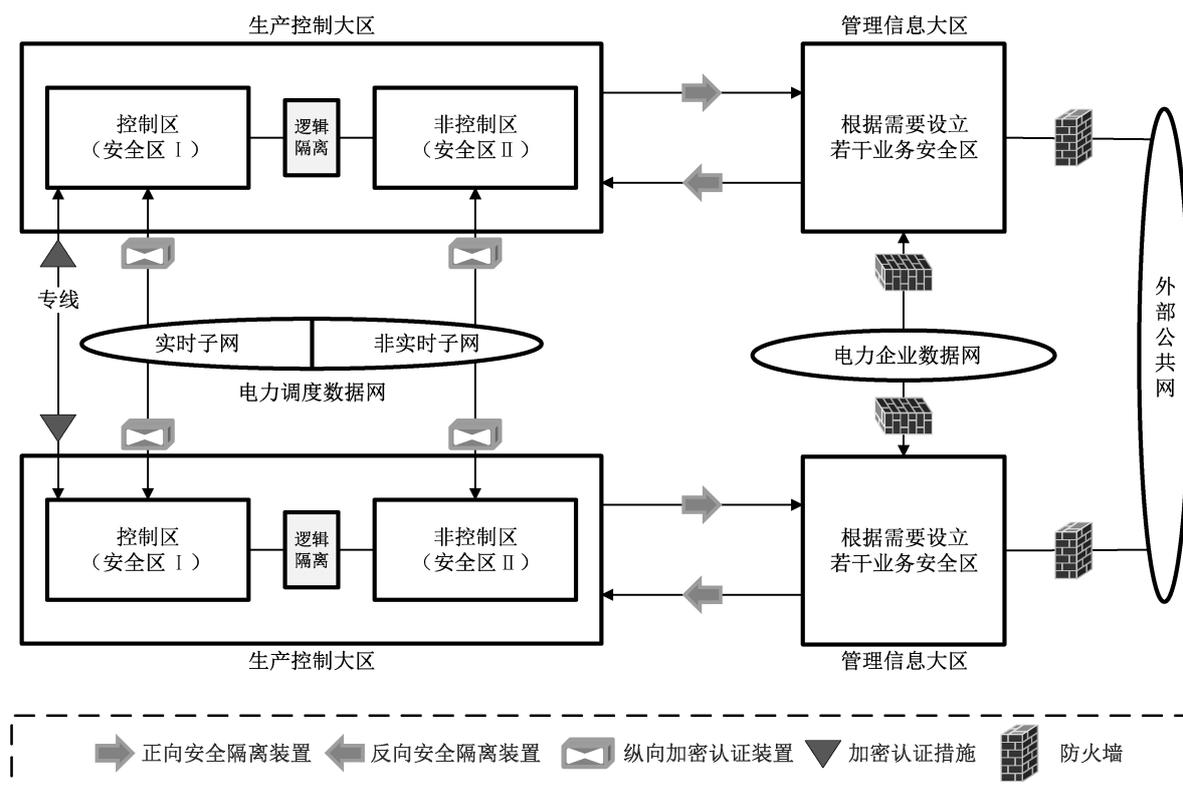 生产控制大区
管理信息大区
控制区
（安全区Ⅰ）
逻辑
隔离
非控制区
（安全区Ⅱ）
根据需要设立
若干业务安全区
专线
实时子网
非实时子网
电力调度数据网
电力企业数据网
外部公共网
控制区
（安全区Ⅰ）
逻辑
隔离
非控制区
（安全区Ⅱ）
根据需要设立
若干业务安全区
生产控制大区
管理信息大区
正向安全隔离装置
反向安全隔离装置
纵向加密认证装置
加密认证措施
防火墙